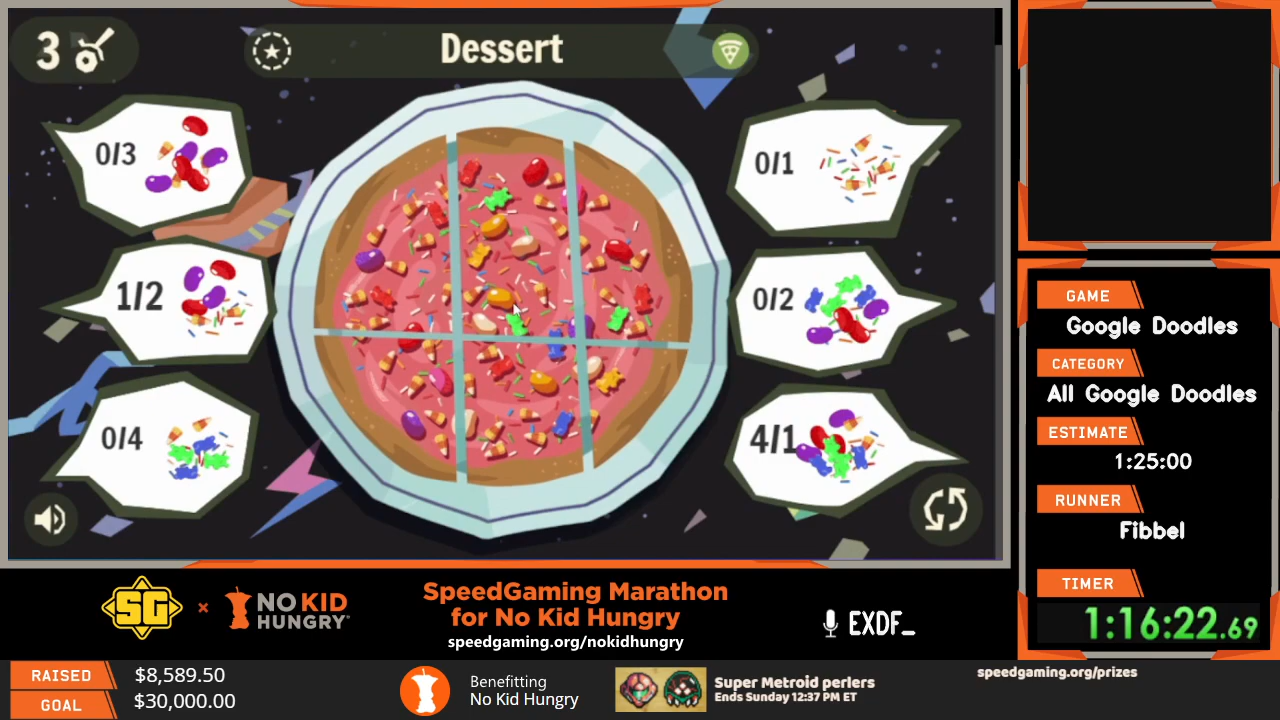 3
Dessert
0/3
0/1
1/2
0/2
0/4
4/1
GAME
Google Doodles
CATEGORY
All Google Doodles
ESTIMATE
1:25:00
RUNNER
Fibbel
TIMER
1:16:22.69
SG × NO KID HUNGRY
SpeedGaming Marathon
for No Kid Hungry
speedgaming.org/nokidhungry
EXDF_
RAISED $8,589.50
GOAL $30,000.00
Benefitting
No Kid Hungry
Super Metroid perlers
Ends Sunday 12:37 PM ET
speedgaming.org/prizes